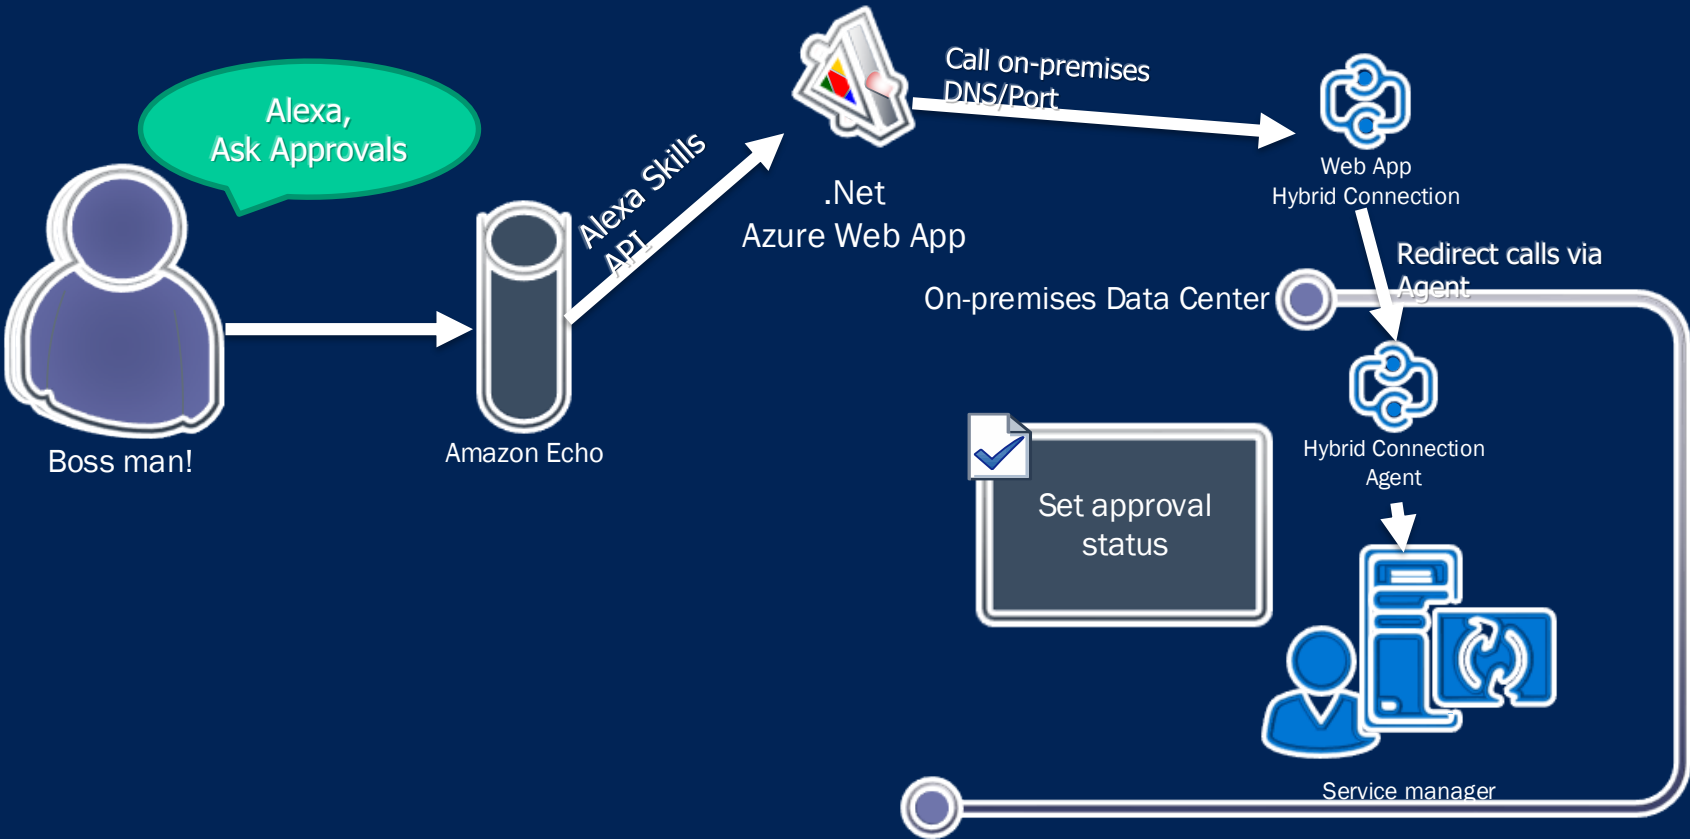 Alexa,
Ask Approvals
Boss man!
Amazon Echo
Alexa Skills
API
.Net
Azure Web App
Call on-premises
DNS/Port
Web App
Hybrid Connection
Redirect calls via
Agent
On-premises Data Center
Hybrid Connection
Agent
Set approval
status
Service manager